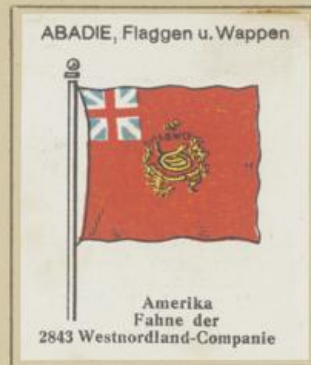 ABADIE, Flaggen u. Wappen
Amerika
Fahne der
2843 Westnordland-Companie